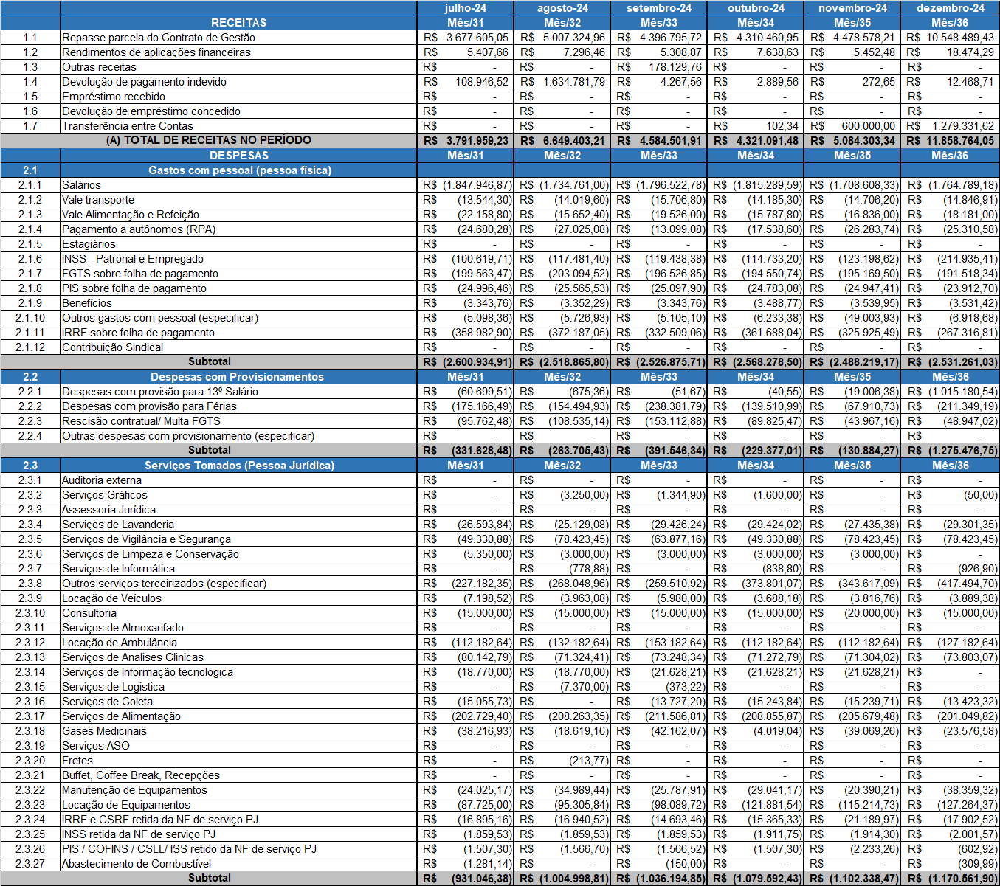 julho-24 agosto-24 setembro-24 outubro-24 novembro-24 dezembro-24
RECEITAS Mês/31 Mês/32 Mês/33 Mês/34 Mês/35 Mês/36
1.1 Repasse parcela do Contrato de Gestão R$ 3.677.605,05 R$ 5.007.324,96 R$ 4.396.795,72 R$ 4.310.460,95 R$ 4.478.578,21 R$ 10.548.489,43
1.2 Rendimentos de aplicações financeiras R$ 5.407,66 R$ 7.296,46 R$ 5.308,87 R$ 7.638,63 R$ 5.452,48 R$ 18.474,29
1.3 Outras receitas R$ - R$ - R$ 178.129,76 R$ - R$ - R$ -
1.4 Devolução de pagamento indevido R$ 108.946,52 R$ 1.634.781,79 R$ 4.267,56 R$ 2.889,56 R$ 272,65 R$ 12.468,71
1.5 Empréstimo recebido R$ - R$ - R$ - R$ - R$ - R$ -
1.6 Devolução de empréstimo concedido R$ - R$ - R$ - R$ - R$ - R$ -
1.7 Transferência entre Contas R$ - R$ - R$ - R$ 102,34 R$ 600.000,00 R$ 1.279.331,62
(A) TOTAL DE RECEITAS NO PERÍODO R$ 3.791.959,23 R$ 6.649.403,21 R$ 4.584.501,91 R$ 4.321.091,48 R$ 5.084.303,34 R$ 11.858.764,05
DESPESAS Mês/31 Mês/32 Mês/33 Mês/34 Mês/35 Mês/36
2.1 Gastos com pessoal (pessoa física)
2.1.1 Salários R$ (1.847.946,87) R$ (1.734.761,00) R$ (1.796.522,78) R$ (1.815.289,59) R$ (1.708.608,33) R$ (1.764.789,18)
2.1.2 Vale transporte R$ (13.544,30) R$ (14.019,60) R$ (15.706,80) R$ (14.185,30) R$ (14.706,20) R$ (14.846,91)
2.1.3 Vale Alimentação e Refeição R$ (22.158,80) R$ (15.652,40) R$ (19.526,00) R$ (15.787,80) R$ (16.836,00) R$ (18.181,00)
2.1.4 Pagamento a autônomos (RPA) R$ (24.680,28) R$ (27.025,08) R$ (13.099,08) R$ (17.538,60) R$ (26.283,74) R$ (25.310,58)
2.1.5 Estagiários R$ - R$ - R$ - R$ - R$ - R$ -
2.1.6 INSS - Patronal e Empregado R$ (100.619,71) R$ (117.481,40) R$ (119.438,38) R$ (114.733,20) R$ (123.198,62) R$ (214.935,41)
2.1.7 FGTS sobre folha de pagamento R$ (199.563,47) R$ (203.094,52) R$ (196.526,85) R$ (194.550,74) R$ (195.169,50) R$ (191.518,34)
2.1.8 PIS sobre folha de pagamento R$ (24.996,46) R$ (25.565,53) R$ (25.097,90) R$ (24.783,08) R$ (24.947,41) R$ (23.912,70)
2.1.9 Benefícios R$ (3.343,76) R$ (3.352,29) R$ (3.343,76) R$ (3.488,77) R$ (3.539,95) R$ (3.531,42)
2.1.10 Outros gastos com pessoal (especificar) R$ (5.098,36) R$ (5.726,93) R$ (5.105,10) R$ (6.233,38) R$ (49.003,93) R$ (6.918,68)
2.1.11 IRRF sobre folha de pagamento R$ (358.982,90) R$ (372.187,05) R$ (332.509,06) R$ (361.688,04) R$ (325.925,49) R$ (267.316,81)
2.1.12 Contribuição Sindical R$ - R$ - R$ - R$ - R$ - R$ -
Subtotal R$ (2.600.934,91) R$ (2.518.865,80) R$ (2.526.875,71) R$ (2.568.278,50) R$ (2.488.219,17) R$ (2.531.261,03)
2.2 Despesas com Provisionamentos Mês/31 Mês/32 Mês/33 Mês/34 Mês/35 Mês/36
2.2.1 Despesas com provisão para 13º Salário R$ (60.699,51) R$ (675,36) R$ (51,67) R$ (40,55) R$ (19.006,38) R$ (1.015.180,54)
2.2.2 Despesas com provisão para Férias R$ (175.166,49) R$ (154.494,93) R$ (238.381,79) R$ (139.510,99) R$ (67.910,73) R$ (211.349,19)
2.2.3 Rescisão contratual/ Multa FGTS R$ (95.762,48) R$ (108.535,14) R$ (153.112,88) R$ (89.825,47) R$ (43.967,16) R$ (48.947,02)
2.2.4 Outras despesas com provisionamento (especificar) R$ - R$ - R$ - R$ - R$ - R$ -
Subtotal R$ (331.628,48) R$ (263.705,43) R$ (391.546,34) R$ (229.377,01) R$ (130.884,27) R$ (1.275.476,75)
2.3 Serviços Tomados (Pessoa Jurídica) Mês/31 Mês/32 Mês/33 Mês/34 Mês/35 Mês/36
2.3.1 Auditoria externa R$ - R$ - R$ - R$ - R$ - R$ -
2.3.2 Serviços Gráficos R$ - R$ (3.250,00) R$ (1.344,90) R$ (1.600,00) R$ - R$ (50,00)
2.3.3 Assessoria Jurídica R$ - R$ - R$ - R$ - R$ - R$ -
2.3.4 Serviços de Lavanderia R$ (26.593,84) R$ (25.129,08) R$ (29.426,24) R$ (29.424,02) R$ (27.435,38) R$ (29.301,35)
2.3.5 Serviços de Vigilância e Segurança R$ (49.330,88) R$ (78.423,45) R$ (63.877,16) R$ (49.330,88) R$ (78.423,45) R$ (78.423,45)
2.3.6 Serviços de Limpeza e Conservação R$ (5.350,00) R$ (3.000,00) R$ (3.000,00) R$ (3.000,00) R$ (3.000,00) R$ -
2.3.7 Serviços de Informática R$ - R$ (778,88) R$ - R$ (838,80) R$ - R$ (926,90)
2.3.8 Outros serviços terceirizados (especificar) R$ (227.182,35) R$ (268.048,96) R$ (259.510,92) R$ (373.801,07) R$ (343.617,09) R$ (417.494,70)
2.3.9 Locação de Veículos R$ (7.198,52) R$ (3.963,08) R$ (5.980,00) R$ (3.688,18) R$ (3.816,76) R$ (3.889,38)
2.3.10 Consultoria R$ (15.000,00) R$ (15.000,00) R$ (15.000,00) R$ (15.000,00) R$ (20.000,00) R$ (15.000,00)
2.3.11 Serviços de Almoxarifado R$ - R$ - R$ - R$ - R$ - R$ -
2.3.12 Locação de Ambulância R$ (112.182,64) R$ (132.182,64) R$ (153.182,64) R$ (112.182,64) R$ (112.182,64) R$ (127.182,64)
2.3.13 Serviços de Analises Clinicas R$ (80.142,79) R$ (71.324,41) R$ (73.248,34) R$ (71.272,79) R$ (71.304,02) R$ (73.803,07)
2.3.14 Serviços de Informação tecnologica R$ (18.770,00) R$ (18.770,00) R$ (21.628,21) R$ (21.628,21) R$ (21.628,21) R$ -
2.3.15 Serviços de Logistica R$ - R$ (7.370,00) R$ (373,22) R$ - R$ - R$ -
2.3.16 Serviços de Coleta R$ (15.055,73) R$ - R$ (13.727,20) R$ (15.243,84) R$ (15.239,71) R$ (13.423,32)
2.3.17 Serviços de Alimentação R$ (202.729,40) R$ (208.263,35) R$ (211.586,81) R$ (208.855,87) R$ (205.679,48) R$ (201.049,82)
2.3.18 Gases Medicinais R$ (38.216,93) R$ (18.619,16) R$ (42.162,07) R$ (4.019,04) R$ (39.069,26) R$ (23.576,58)
2.3.19 Serviços ASO R$ - R$ - R$ - R$ - R$ - R$ -
2.3.20 Fretes R$ - R$ (213,77) R$ - R$ - R$ - R$ -
2.3.21 Buffet, Coffee Break, Recepções R$ - R$ - R$ - R$ - R$ - R$ -
2.3.22 Manutenção de Equipamentos R$ (24.025,17) R$ (34.989,44) R$ (25.787,91) R$ (29.041,17) R$ (20.390,21) R$ (38.359,32)
2.3.23 Locação de Equipamentos R$ (87.725,00) R$ (95.305,84) R$ (98.089,72) R$ (121.881,54) R$ (115.214,73) R$ (127.264,37)
2.3.24 IRRF e CSRF retida da NF de serviço PJ R$ (16.895,16) R$ (16.940,52) R$ (14.693,46) R$ (15.365,33) R$ (21.189,97) R$ (17.902,52)
2.3.25 INSS retida da NF de serviço PJ R$ (1.859,53) R$ (1.859,53) R$ (1.859,53) R$ (1.911,75) R$ (1.914,30) R$ (2.001,57)
2.3.26 PIS / COFINS / CSLL/ ISS retido da NF de serviço PJ R$ (1.507,30) R$ (1.566,70) R$ (1.566,52) R$ (1.507,30) R$ (2.233,26) R$ (602,92)
2.3.27 Abastecimento de Combustível R$ (1.281,14) R$ - R$ (150,00) R$ - R$ - R$ (309,99)
Subtotal R$ (931.046,38) R$ (1.004.998,81) R$ (1.036.194,85) R$ (1.079.592,43) R$ (1.102.338,47) R$ (1.170.561,90)